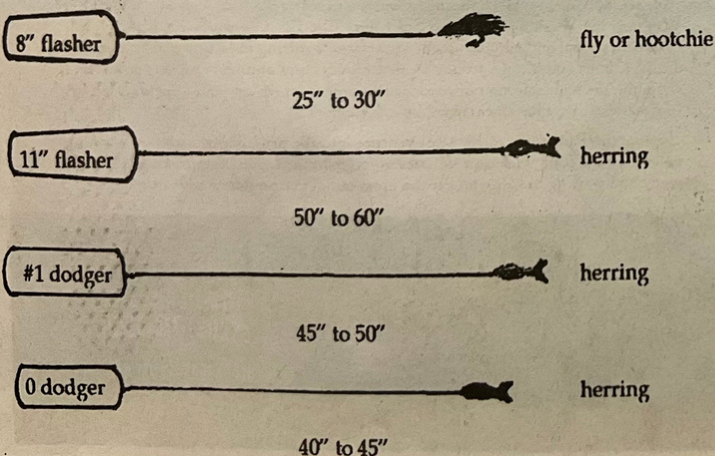 8″ flasher fly or hootchie
25″ to 30″
11″ flasher herring
50″ to 60″
#1 dodger herring
45″ to 50″
0 dodger herring
40″ to 45″